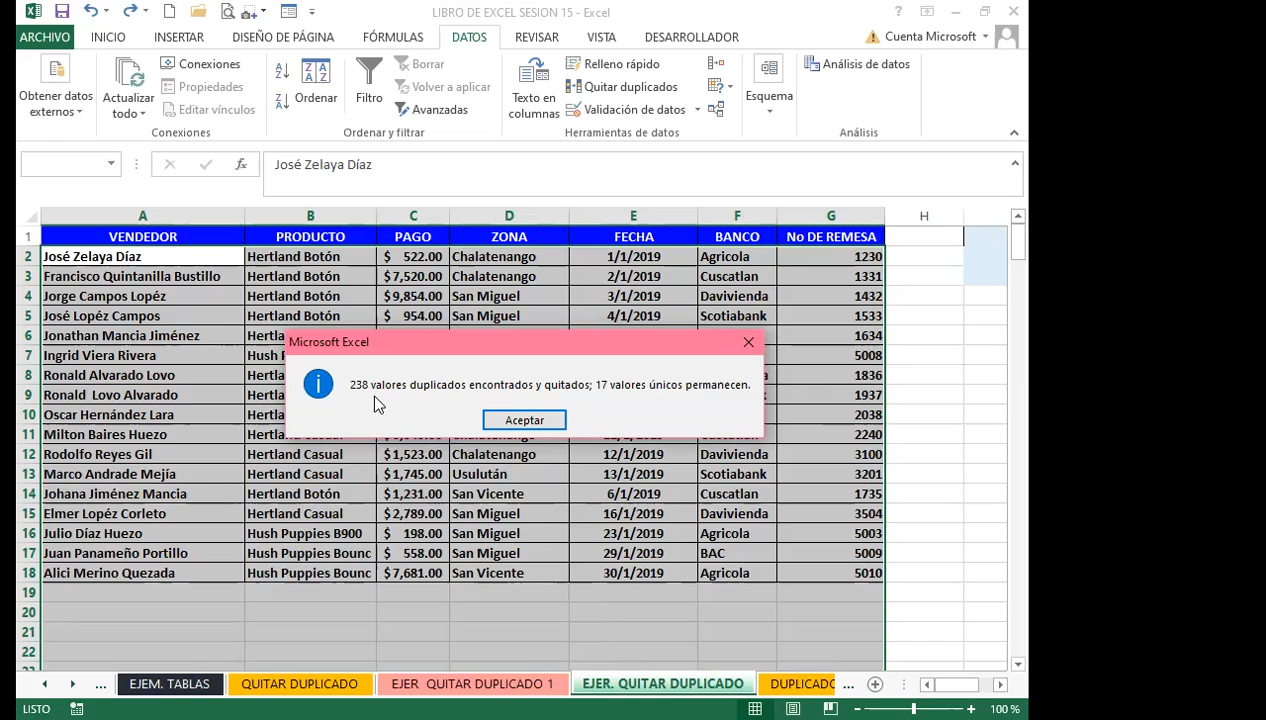 LIBRO DE EXCEL SESION 15 - Excel
ARCHIVO INICIO INSERTAR DISEÑO DE PÁGINA FÓRMULAS DATOS REVISAR VISTA DESARROLLADOR Cuenta Microsoft
Obtener datos externos
Actualizar todo
Conexiones
Propiedades
Editar vínculos
Conexiones
Ordenar
Filtro
Borrar
Volver a aplicar
Avanzadas
Ordenar y filtrar
Texto en columnas
Relleno rápido
Quitar duplicados
Validación de datos
Herramientas de datos
Esquema
Análisis de datos
Análisis
fx José Zelaya Díaz
A B C D E F G H
1 VENDEDOR PRODUCTO PAGO ZONA FECHA BANCO No DE REMESA
2 José Zelaya Díaz Hertland Botón $ 522.00 Chalatenango 1/1/2019 Agricola 1230
3 Francisco Quintanilla Bustillo Hertland Botón $ 7,520.00 Chalatenango 2/1/2019 Cuscatlan 1331
4 Jorge Campos Lopéz Hertland Botón $ 9,854.00 San Miguel 3/1/2019 Davivienda 1432
5 José Lopéz Campos Hertland Botón $ 954.00 San Miguel 4/1/2019 Scotiabank 1533
6 Jonathan Mancia Jiménez 1634
7 Ingrid Viera Rivera Hush 5008
8 Ronald Alvarado Lovo 1836
9 Ronald Lovo Alvarado 1937
10 Oscar Hernández Lara 2038
11 Milton Baires Huezo 2240
12 Rodolfo Reyes Gil Hertland Casual $ 1,523.00 Chalatenango 12/1/2019 Davivienda 3100
13 Marco Andrade Mejía Hertland Casual $ 1,745.00 Usulután 13/1/2019 Scotiabank 3201
14 Johana Jiménez Mancia Hertland Botón $ 1,231.00 San Vicente 6/1/2019 Cuscatlan 1735
15 Elmer Lopéz Corleto Hertland Casual $ 2,789.00 San Miguel 16/1/2019 Davivienda 3504
16 Julio Díaz Huezo Hush Puppies B900 $ 198.00 San Miguel 23/1/2019 Agricola 5003
17 Juan Panameño Portillo Hush Puppies Bounc $ 558.00 San Miguel 29/1/2019 BAC 5009
18 Alici Merino Quezada Hush Puppies Bounc $ 7,681.00 San Vicente 30/1/2019 Agricola 5010
19
20
21
22
Microsoft Excel
238 valores duplicados encontrados y quitados; 17 valores únicos permanecen.
Aceptar
... EJEM. TABLAS QUITAR DUPLICADO EJER QUITAR DUPLICADO 1 EJER. QUITAR DUPLICADO DUPLICADO ...
LISTO 100 %